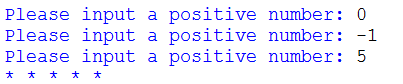 Please input a positive number: 0
Please input a positive number: -1
Please input a positive number: 5
* * * * *